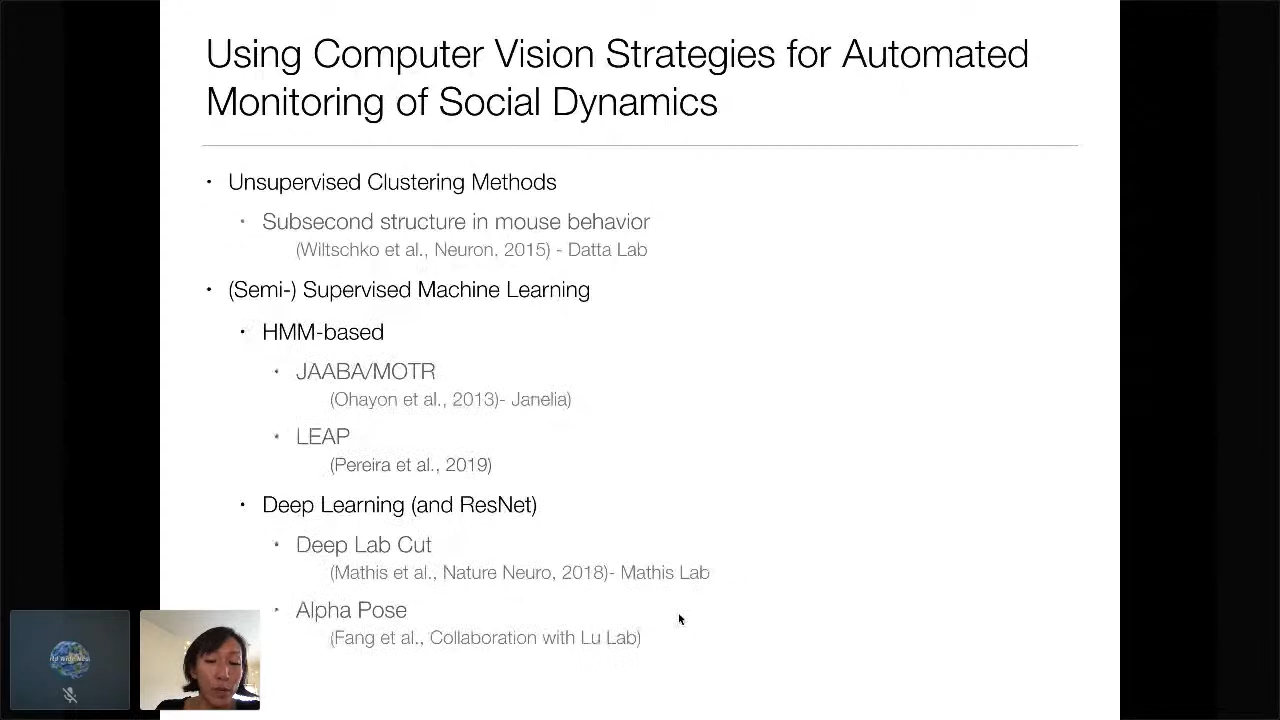 Using Computer Vision Strategies for Automated
Monitoring of Social Dynamics
• Unsupervised Clustering Methods
• Subsecond structure in mouse behavior
(Wiltschko et al., Neuron, 2015) - Datta Lab
• (Semi-) Supervised Machine Learning
• HMM-based
• JAABA/MOTR
(Ohayon et al., 2013)- Janelia)
• LEAP
(Pereira et al., 2019)
• Deep Learning (and ResNet)
• Deep Lab Cut
(Mathis et al., Nature Neuro, 2018)- Mathis Lab
• Alpha Pose
(Fang et al., Collaboration with Lu Lab)